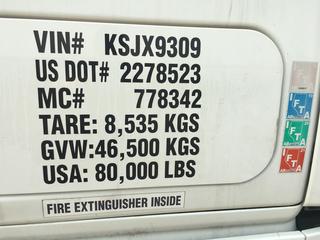 VIN# KSJX9309
US DOT# 2278523
MC# 778342
TARE: 8,535 KGS
GVW:46,500 KGS
USA: 80,000 LBS
FIRE EXTINGUISHER INSIDE
IFTA
IFTA
IFTA